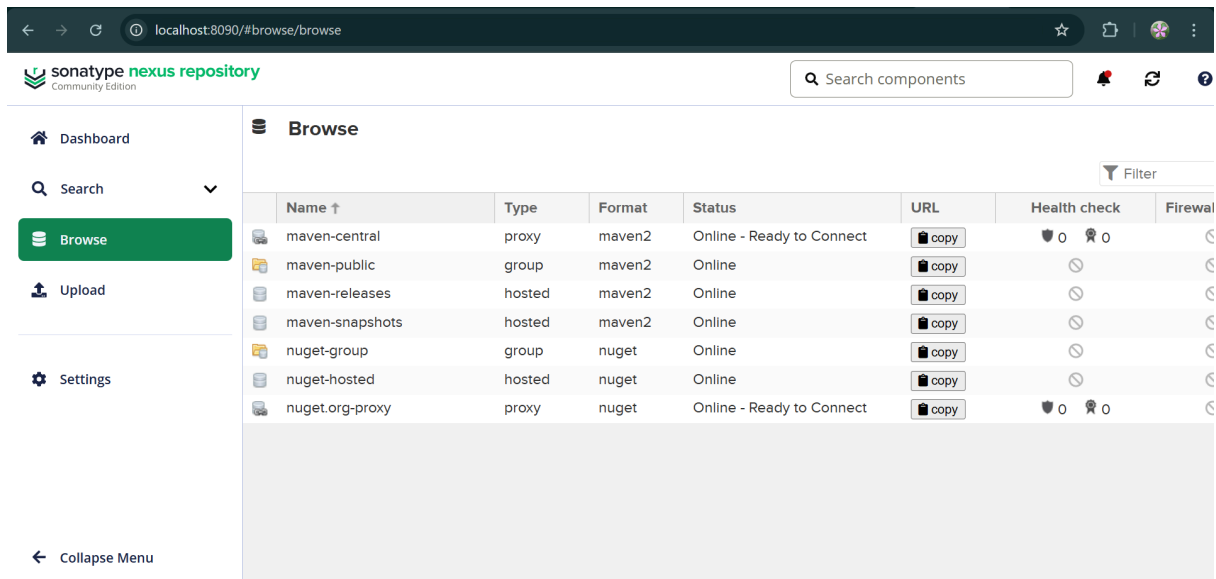 localhost:8090/#browse/browse
sonatype nexus repository
Community Edition
Search components
Dashboard
Search
Browse
Upload
Settings
Collapse Menu
Browse
Filter
Name Type Format Status URL Health check Firewal
maven-central proxy maven2 Online - Ready to Connect copy 0 0
maven-public group maven2 Online copy
maven-releases hosted maven2 Online copy
maven-snapshots hosted maven2 Online copy
nuget-group group nuget Online copy
nuget-hosted hosted nuget Online copy
nuget.org-proxy proxy nuget Online - Ready to Connect copy 0 0